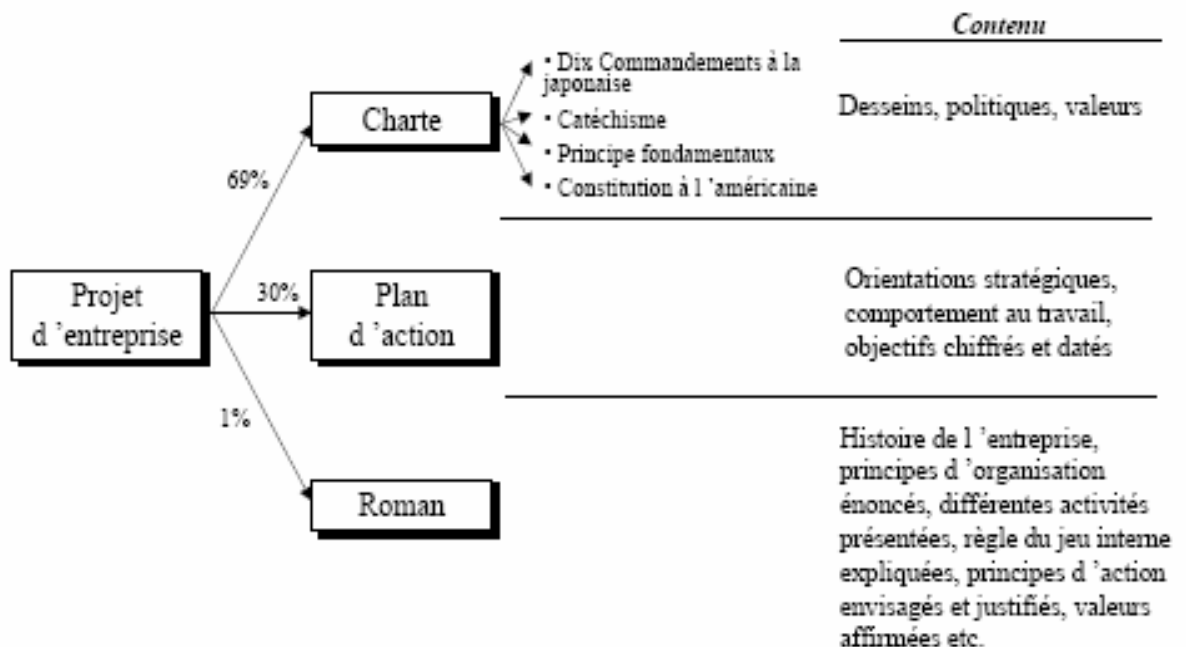 Contenu
• Dix Commandements à la
japonaise
Charte
• Catéchisme
• Principe fondamentaux
• Constitution à l ’américaine
Desseins, politiques, valeurs
69%
Projet
d ’entreprise
30%
Plan
d ’action
Orientations stratégiques,
comportement au travail,
objectifs chiffrés et datés
1%
Roman
Histoire de l ’entreprise,
principes d ’organisation
énoncés, différentes activités
présentées, règle du jeu interne
expliquées, principes d ’action
envisagés et justifiés, valeurs
affirmées etc.